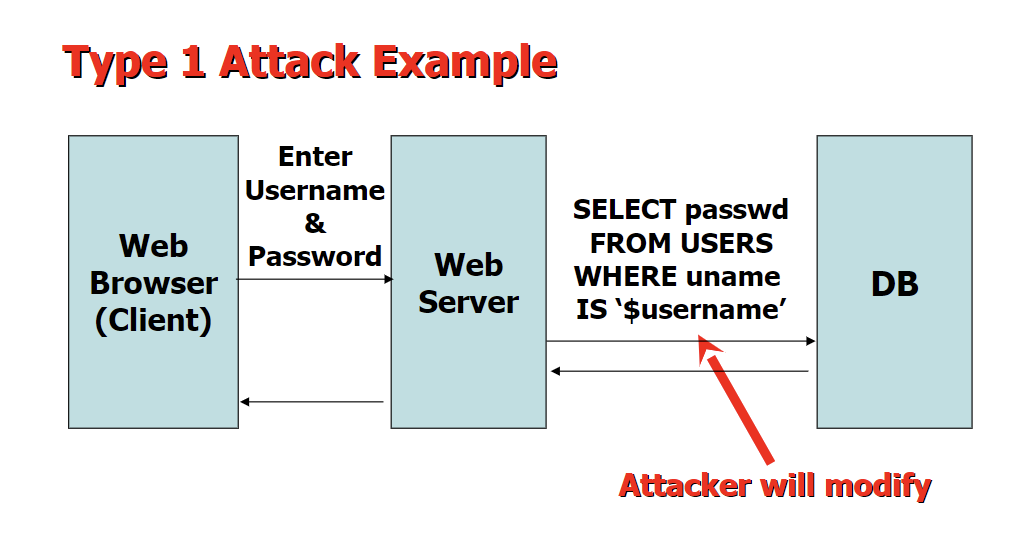 Type 1 Attack Example
Web
Browser
(Client)
Enter
Username
&
Password
Web
Server
SELECT passwd
FROM USERS
WHERE uname
IS ‘$username’
DB
Attacker will modify